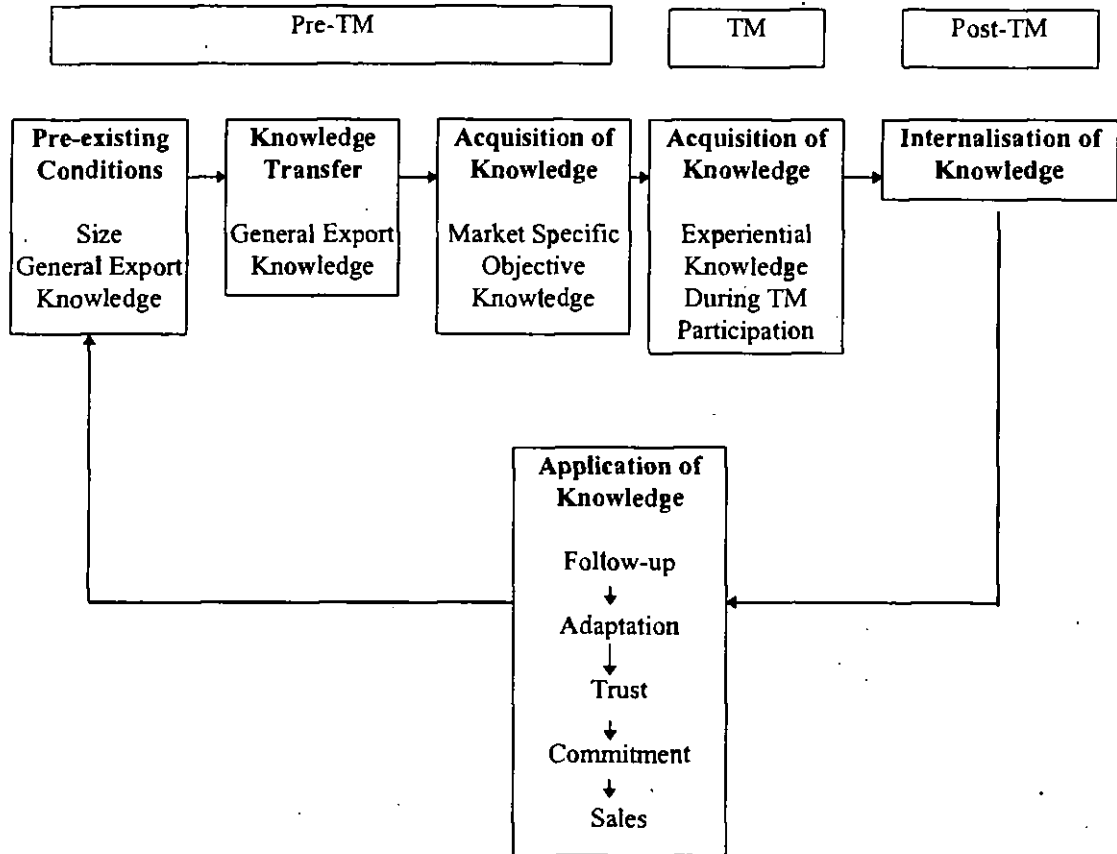 Pre-TM
TM
Post-TM
Pre-existing
Conditions
Size
General Export
Knowledge
Knowledge
Transfer
General Export
Knowledge
Acquisition of
Knowledge
Market Specific
Objective
Knowledge
Acquisition of
Knowledge
Experiential
Knowledge
During TM
Participation
Internalisation of
Knowledge
Application of
Knowledge
Follow-up
Adaptation
Trust
Commitment
Sales